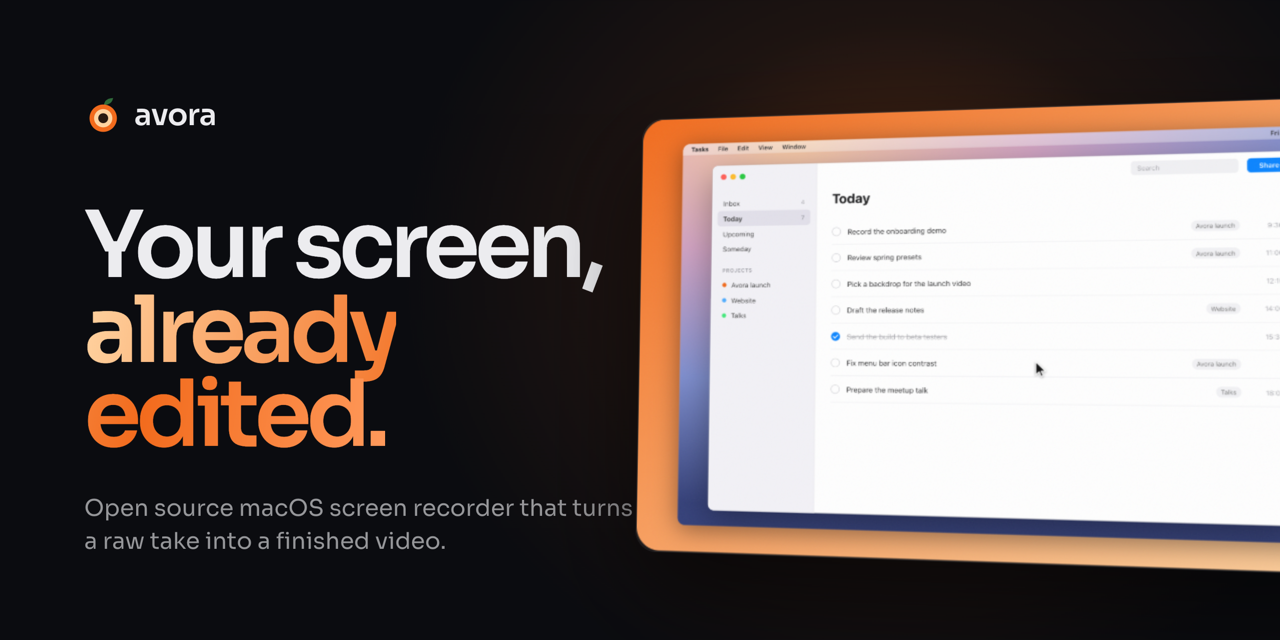 avora
Your screen,
already
edited.
Open source macOS screen recorder that turns
a raw take into a finished video.
Tasks File Edit View Window
Search
Share
Inbox 4
Today 7
Upcoming
Someday
PROJECTS
Avora launch
Website
Talks
Today
Record the onboarding demo Avora launch
Review spring presets Avora launch
Pick a backdrop for the launch video
Draft the release notes Website
Send the build to beta testers
Fix menu bar icon contrast Avora launch
Prepare the meetup talk Talks